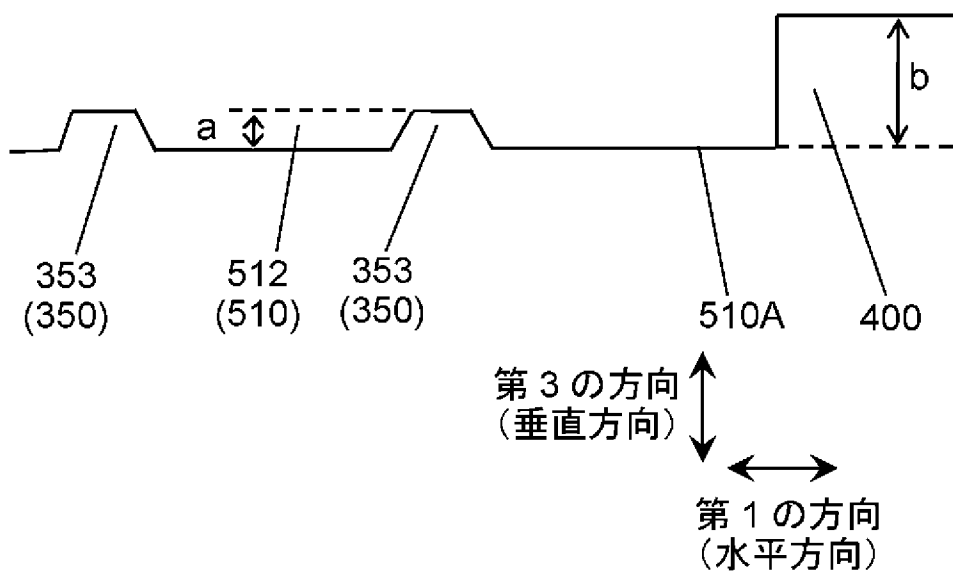 a
b
353
(350)
512
(510)
353
(350)
510A
400
第3の方向
(垂直方向)
第1の方向
(水平方向)